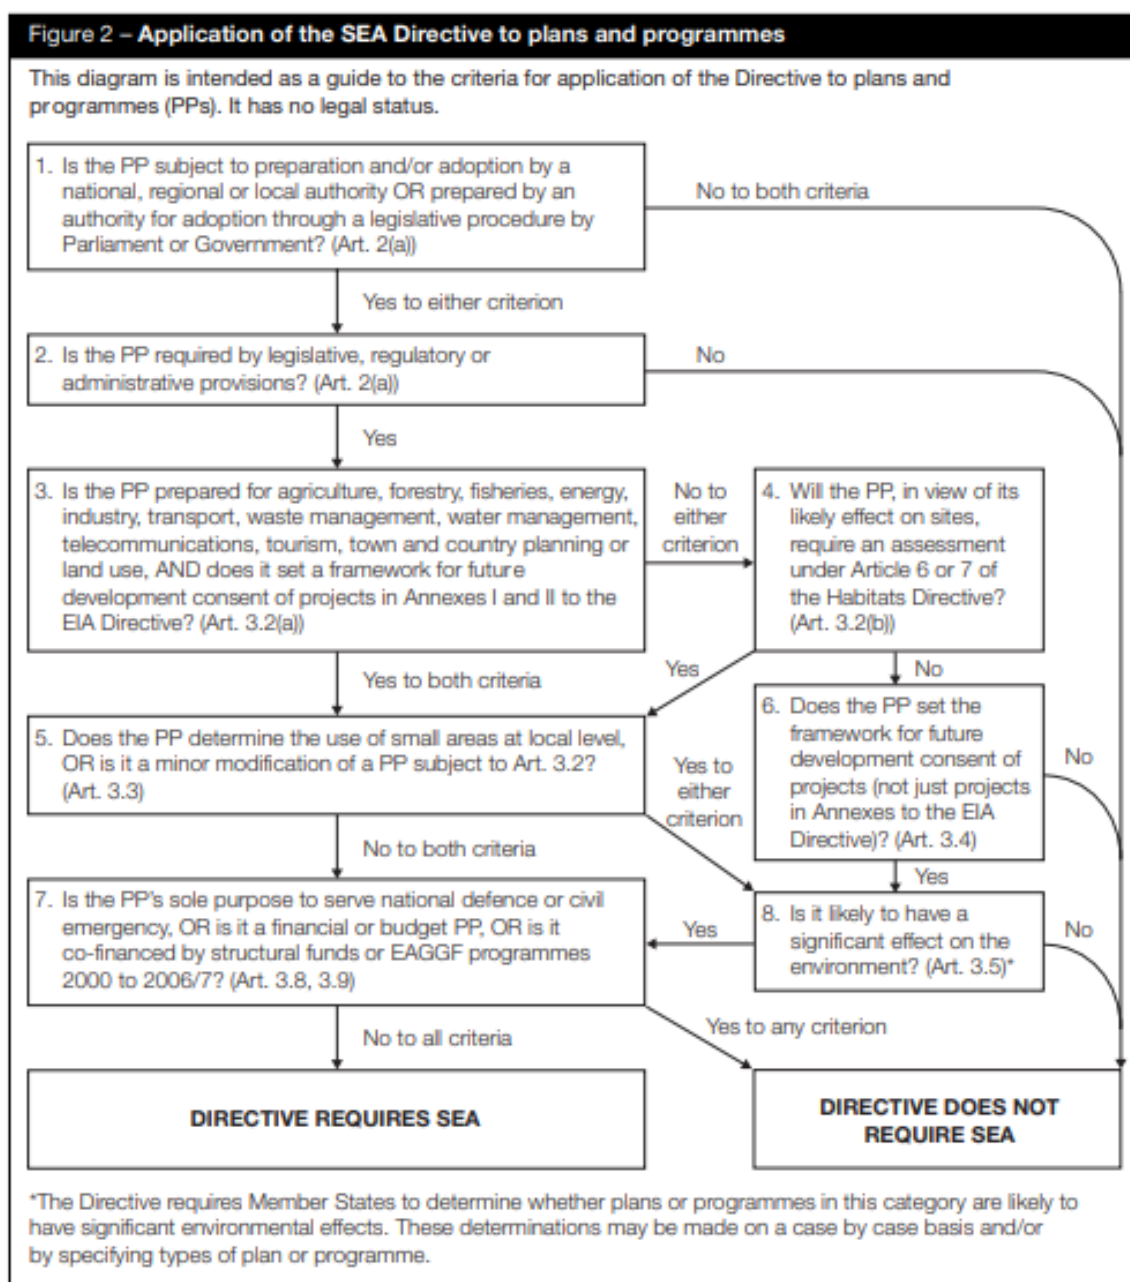 Figure 2 – Application of the SEA Directive to plans and programmes
This diagram is intended as a guide to the criteria for application of the Directive to plans and
programmes (PPs). It has no legal status.
1. Is the PP subject to preparation and/or adoption by a
national, regional or local authority OR prepared by an
authority for adoption through a legislative procedure by
Parliament or Government? (Art. 2(a))
No to both criteria
Yes to either criterion
2. Is the PP required by legislative, regulatory or
administrative provisions? (Art. 2(a))
No
Yes
3. Is the PP prepared for agriculture, forestry, fisheries, energy,
industry, transport, waste management, water management,
telecommunications, tourism, town and country planning or
land use, AND does it set a framework for future
development consent of projects in Annexes I and II to the
EIA Directive? (Art. 3.2(a))
No to
either
criterion
4. Will the PP, in view of its
likely effect on sites,
require an assessment
under Article 6 or 7 of
the Habitats Directive?
(Art. 3.2(b))
Yes to both criteria
Yes
No
5. Does the PP determine the use of small areas at local level,
OR is it a minor modification of a PP subject to Art. 3.2?
(Art. 3.3)
Yes to
either
criterion
6. Does the PP set the
framework for future
development consent of
projects (not just projects
in Annexes to the EIA
Directive)? (Art. 3.4)
No
No to both criteria
Yes
7. Is the PP's sole purpose to serve national defence or civil
emergency, OR is it a financial or budget PP, OR is it
co-financed by structural funds or EAGGF programmes
2000 to 2006/7? (Art. 3.8, 3.9)
Yes
8. Is it likely to have a
significant effect on the
environment? (Art. 3.5)*
No
No to all criteria
Yes to any criterion
DIRECTIVE REQUIRES SEA
DIRECTIVE DOES NOT
REQUIRE SEA
*The Directive requires Member States to determine whether plans or programmes in this category are likely to
have significant environmental effects. These determinations may be made on a case by case basis and/or
by specifying types of plan or programme.